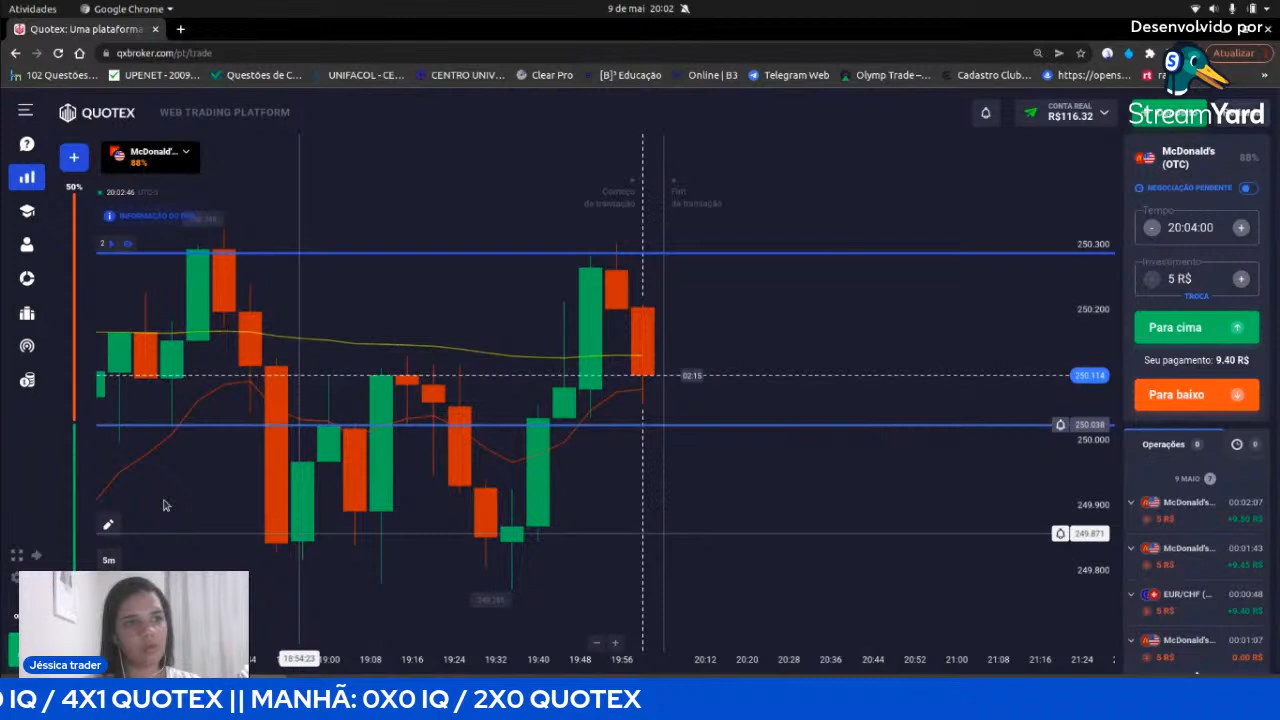 Atividades
Google Chrome
9 de mai 20:02
Quotex: Uma plataforma
Desenvolvido por
qxbroker.com/pt/trade
Atualizar
102 Questões...
UPENET - 2009...
Questões de C...
UNIFACOL - CE...
CENTRO UNIV...
Clear Pro
[B]³ Educação
Online | B3
Telegram Web
Olymp Trade –...
Cadastro Club...
https://opens...
StreamYard
QUOTEX
WEB TRADING PLATFORM
CONTA REAL
R$116.32
McDonald'...
88%
50%
20:02:46
Começo
da transação
Fim
da transação
2
250.300
250.200
02:15
250.114
250.038
250.000
249.900
249.871
249.800
5m
18:54:23
19:00
19:08
19:16
19:24
19:32
19:40
19:48
19:56
20:12
20:20
20:28
20:36
20:44
20:52
21:00
21:08
21:16
21:24
McDonald's
(OTC)
88%
NEGOCIAÇÃO PENDENTE
Tempo
20:04:00
Investimento
5 R$
TROCA
Para cima
Seu pagamento: 9.40 R$
Para baixo
Operações 0
0
9 MAIO
McDonald's... 00:02:07
5 R$ +9.50 R$
McDonald's... 00:01:43
5 R$ +9.45 R$
EUR/CHF (... 00:00:48
5 R$ +9.40 R$
McDonald's... 00:01:07
5 R$ 0.00 R$
Jéssica trader
IQ / 4X1 QUOTEX || MANHÃ: 0X0 IQ / 2X0 QUOTEX